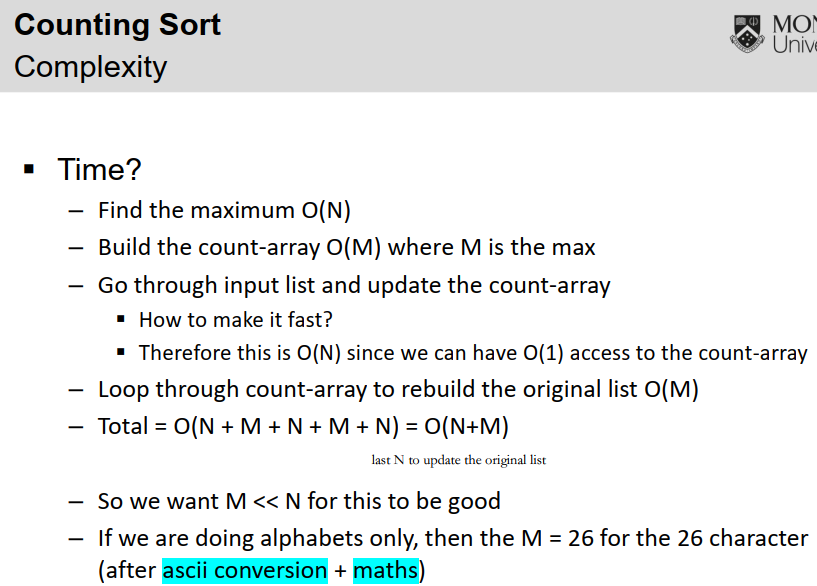 Counting Sort
Complexity
▪ Time?
– Find the maximum O(N)
– Build the count-array O(M) where M is the max
– Go through input list and update the count-array
▪ How to make it fast?
▪ Therefore this is O(N) since we can have O(1) access to the count-array
– Loop through count-array to rebuild the original list O(M)
– Total = O(N + M + N + M + N) = O(N+M)
last N to update the original list
– So we want M << N for this to be good
– If we are doing alphabets only, then the M = 26 for the 26 character
(after ascii conversion + maths)